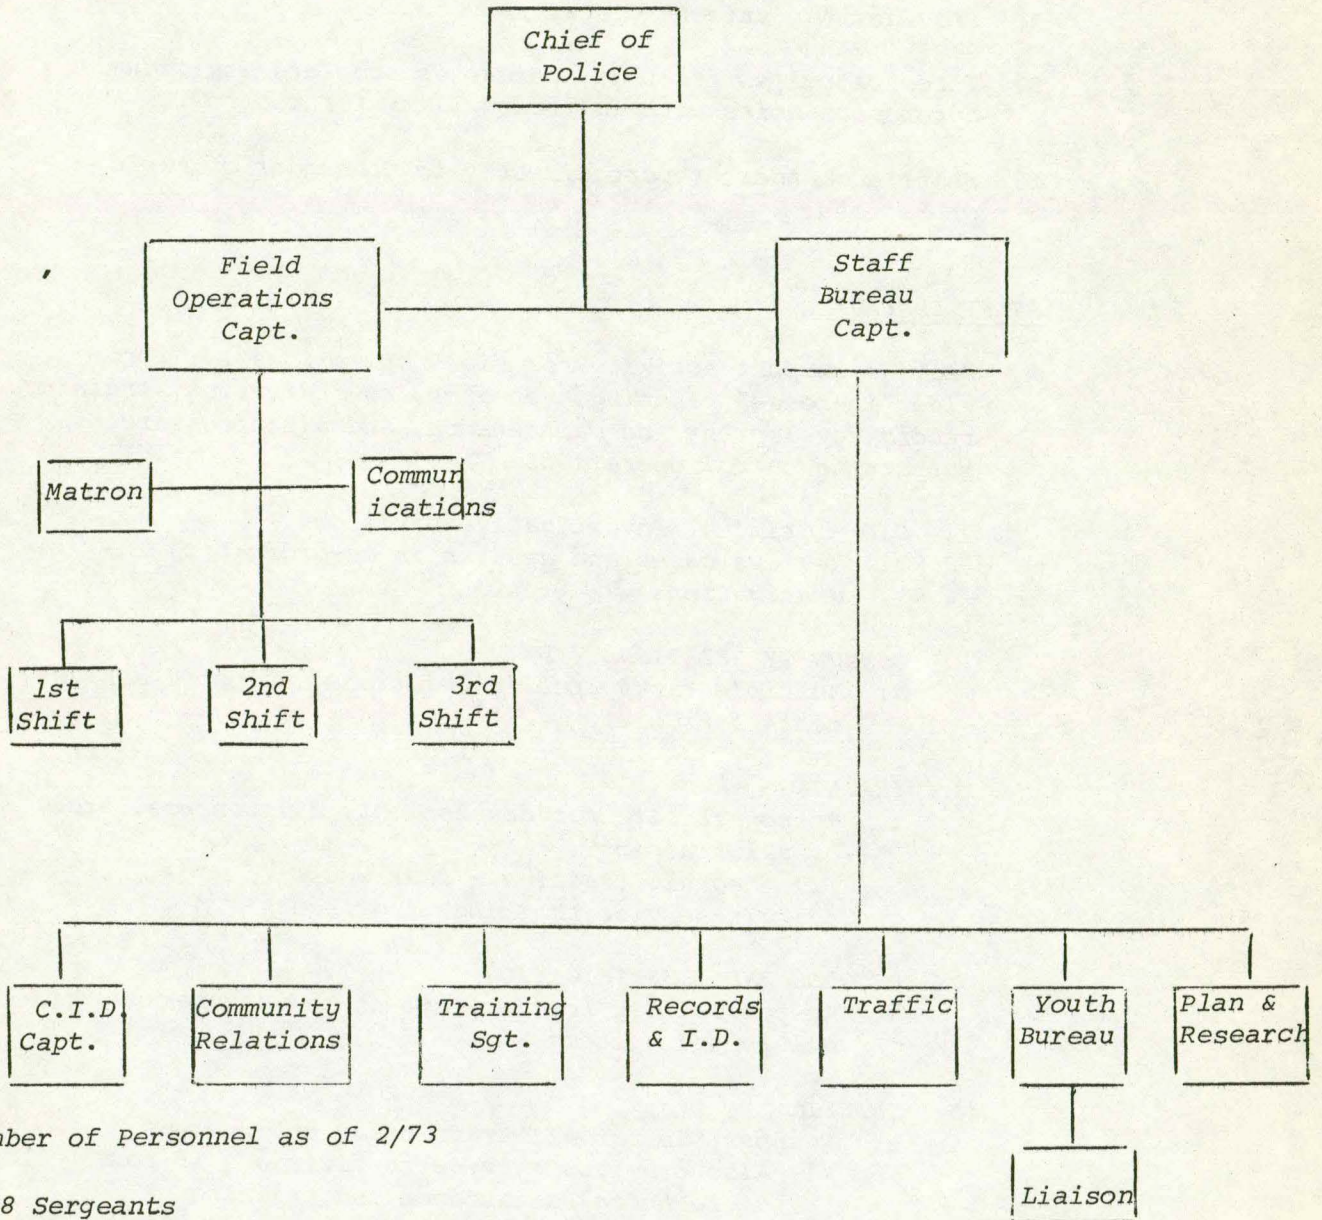 Chief of
Police
Field
Operations
Capt.
Staff
Bureau
Capt.
Matron
Commun
ications
1st
Shift
2nd
Shift
3rd
Shift
C.I.D.
Capt.
Community
Relations
Training
Sgt.
Records
& I.D.
Traffic
Youth
Bureau
Plan &
Research
mber of Personnel as of 2/73
Liaison
8 Sergeants